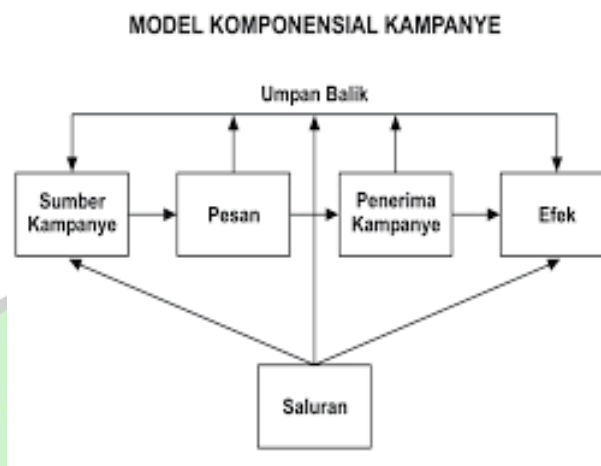 MODEL KOMPONENSIAL KAMPANYE
Umpan Balik
Sumber
Kampanye
Pesan
Penerima
Kampanye
Efek
Saluran